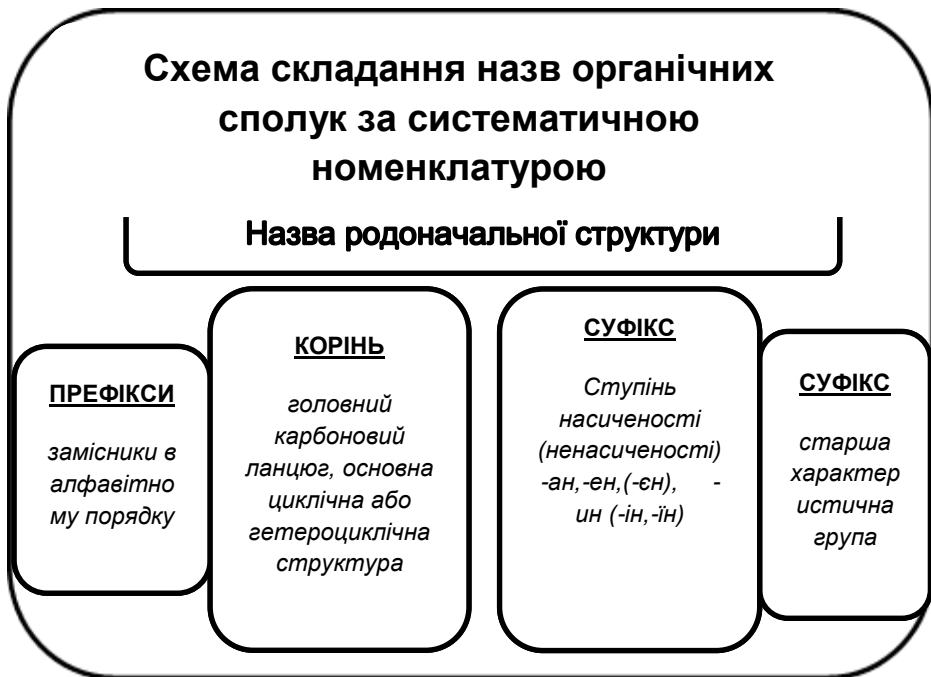 Схема складання назв органічних
сполук за систематичною
номенклатурою
Назва родоначальної структури
ПРЕФІКСИ
замісники в
алфавітно
му порядку
КОРІНЬ
головний
карбоновий
ланцюг, основна
циклічна або
гетероциклічна
структура
СУФІКС
Ступінь
насиченості
(ненасиченості)
-ан,-ен,(-єн), -
ин (-ін,-їн)
СУФІКС
старша
характер
истична
група